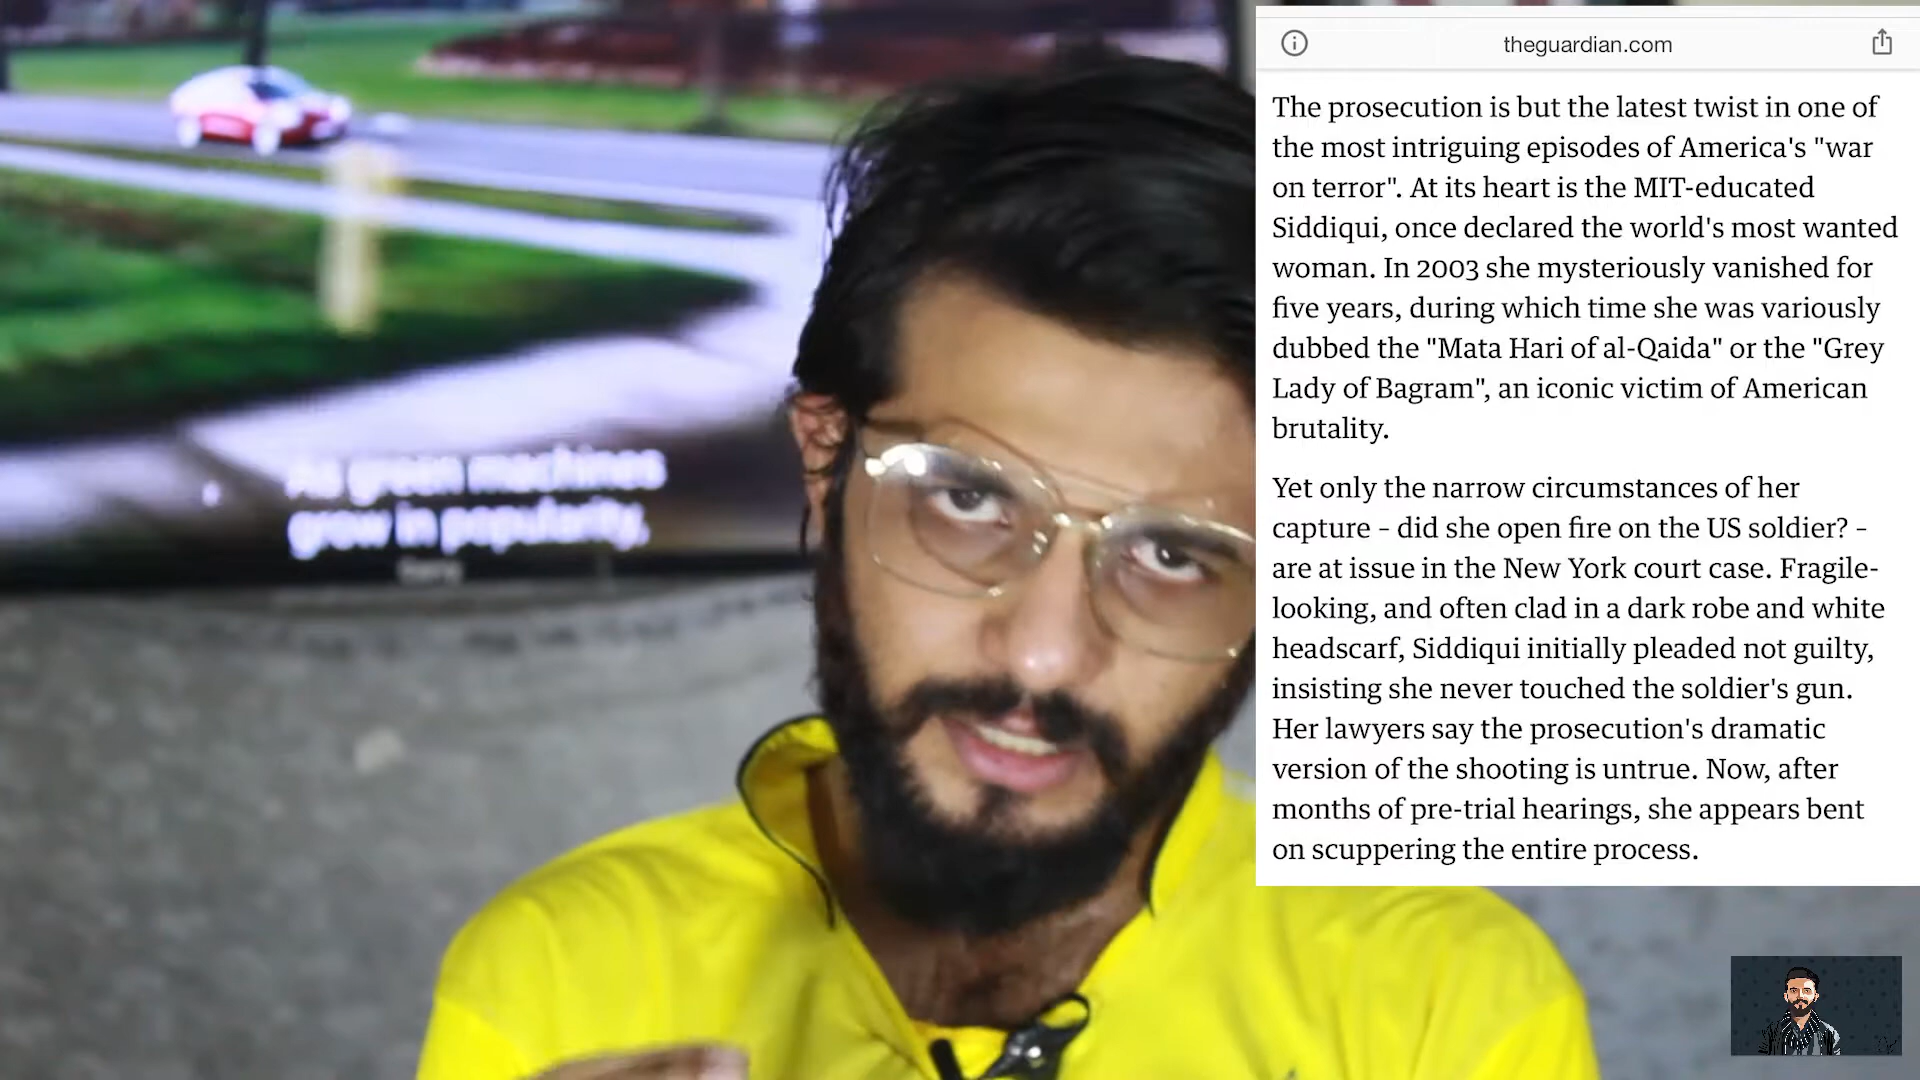 theguardian.com
The prosecution is but the latest twist in one of
the most intriguing episodes of America's "war
on terror". At its heart is the MIT-educated
Siddiqui, once declared the world's most wanted
woman. In 2003 she mysteriously vanished for
five years, during which time she was variously
dubbed the "Mata Hari of al-Qaida" or the "Grey
Lady of Bagram", an iconic victim of American
brutality.
Yet only the narrow circumstances of her
capture – did she open fire on the US soldier? –
are at issue in the New York court case. Fragile-
looking, and often clad in a dark robe and white
headscarf, Siddiqui initially pleaded not guilty,
insisting she never touched the soldier's gun.
Her lawyers say the prosecution's dramatic
version of the shooting is untrue. Now, after
months of pre-trial hearings, she appears bent
on scuppering the entire process.
As green machines
grow in popularity,